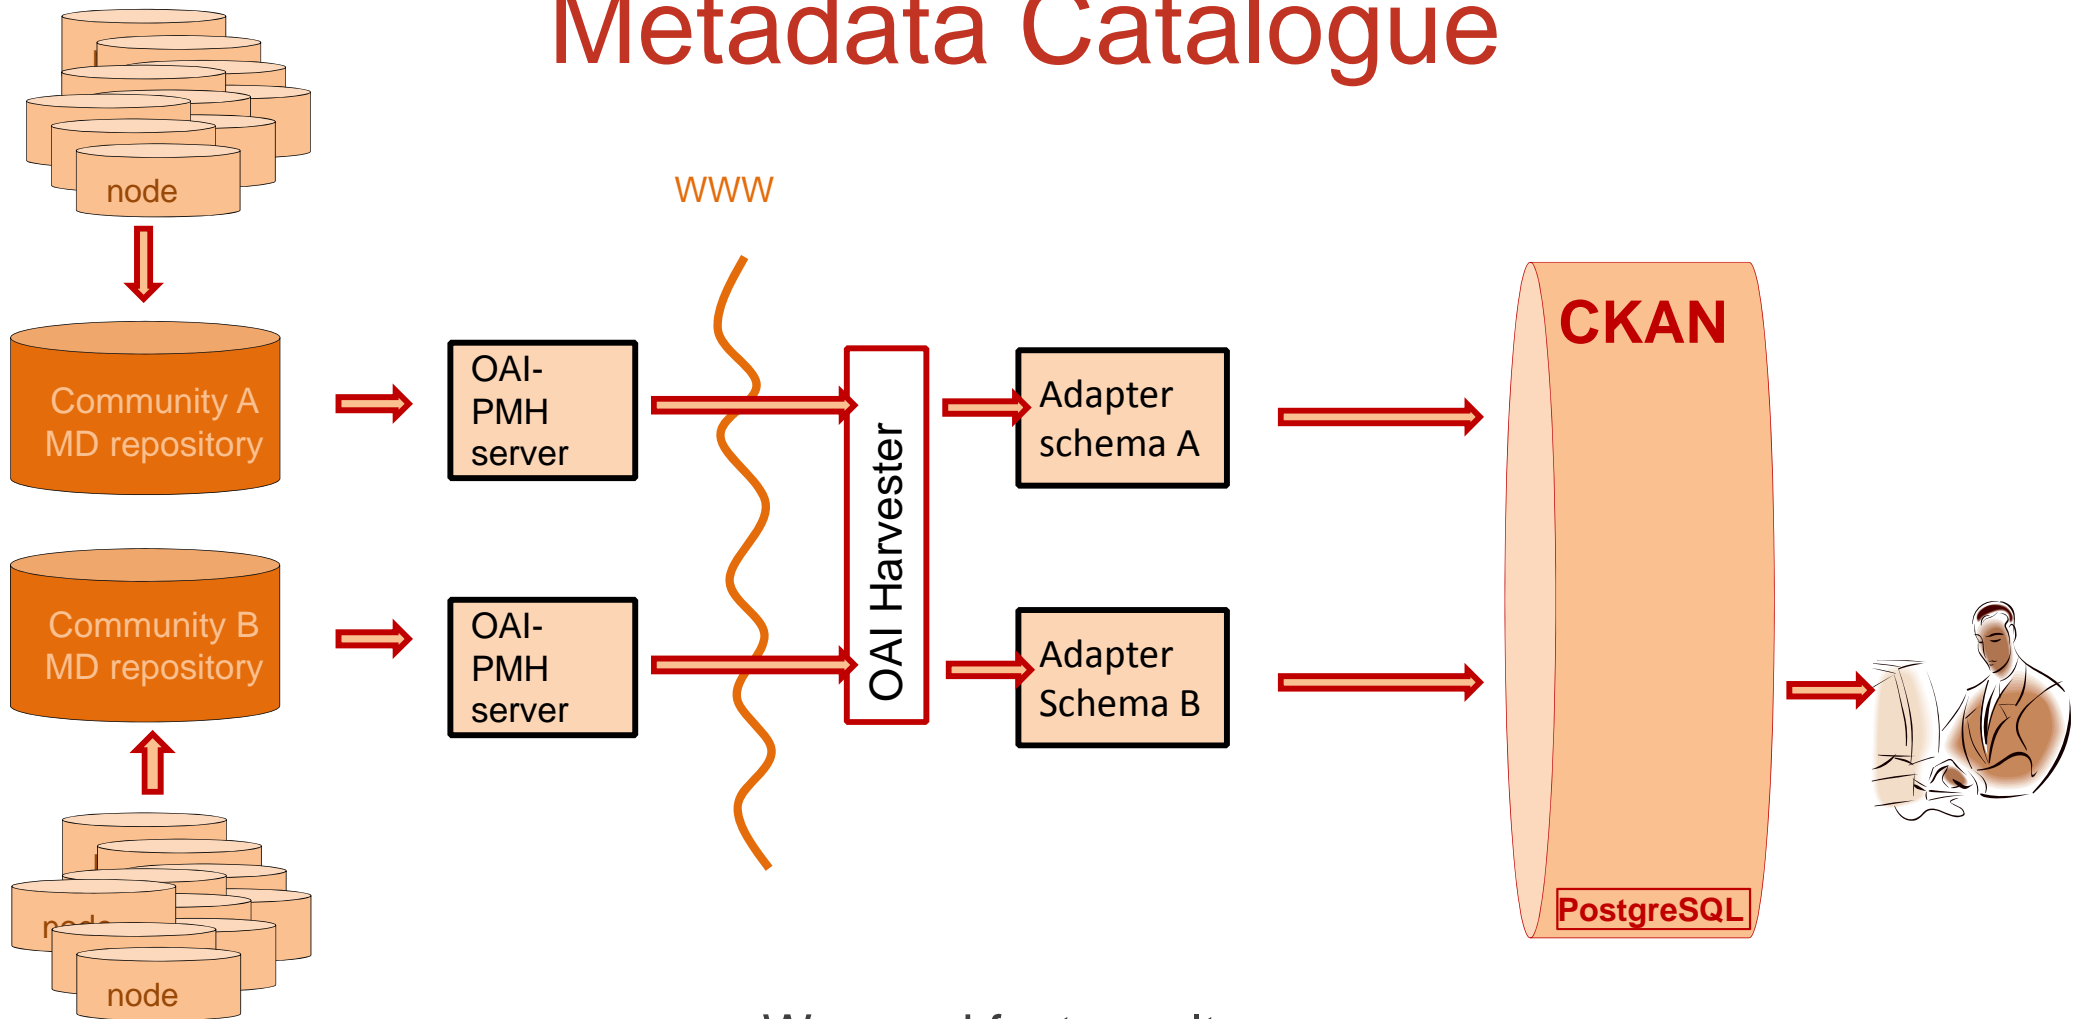 Metadata Catalogue
node
www
Community A
MD repository
OAI-
PMH
server
OAI Harvester
Adapter
schema A
CKAN
Community B
MD repository
OAI-
PMH
server
Adapter
Schema B
PostgreSQL
node
node